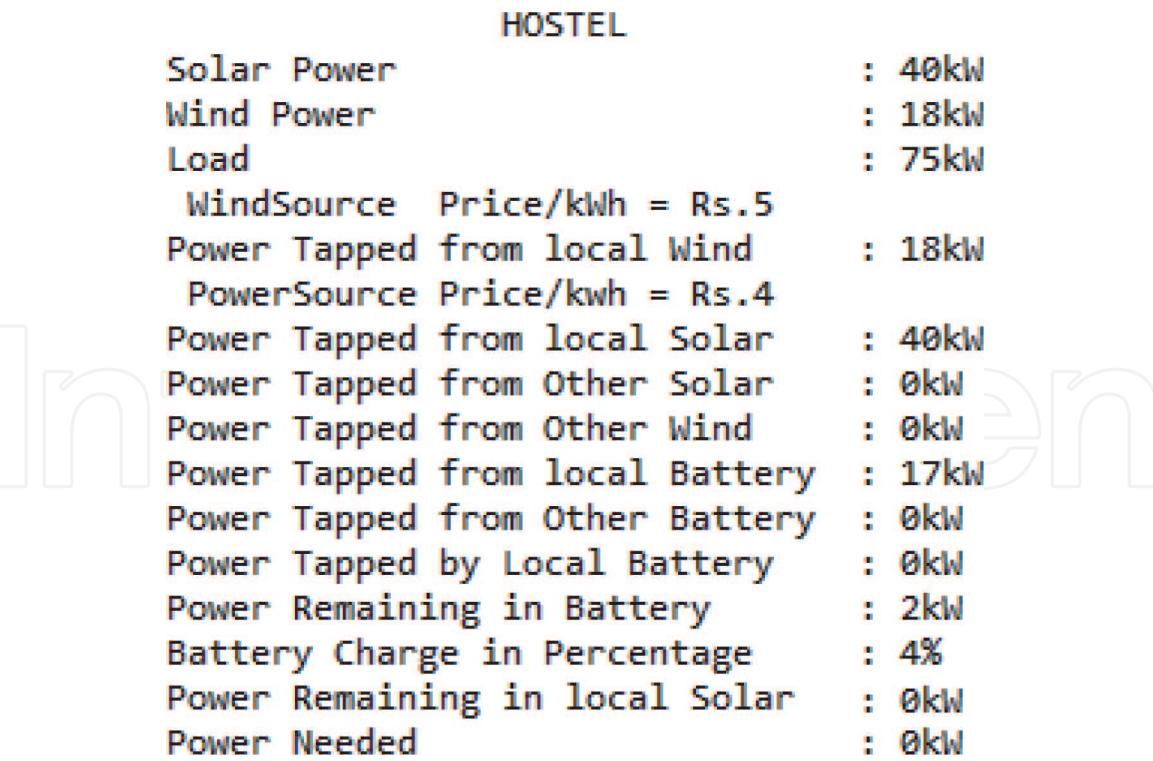 HOSTEL
Solar Power : 40kW
Wind Power : 18kW
Load : 75kW
WindSource Price/kWh = Rs.5
Power Tapped from local Wind : 18kW
PowerSource Price/kwh = Rs.4
Power Tapped from local Solar : 40kW
Power Tapped from Other Solar : 0kW
Power Tapped from Other Wind : 0kW
Power Tapped from local Battery : 17kW
Power Tapped from Other Battery : 0kW
Power Tapped by Local Battery : 0kW
Power Remaining in Battery : 2kW
Battery Charge in Percentage : 4%
Power Remaining in local Solar : 0kW
Power Needed : 0kW